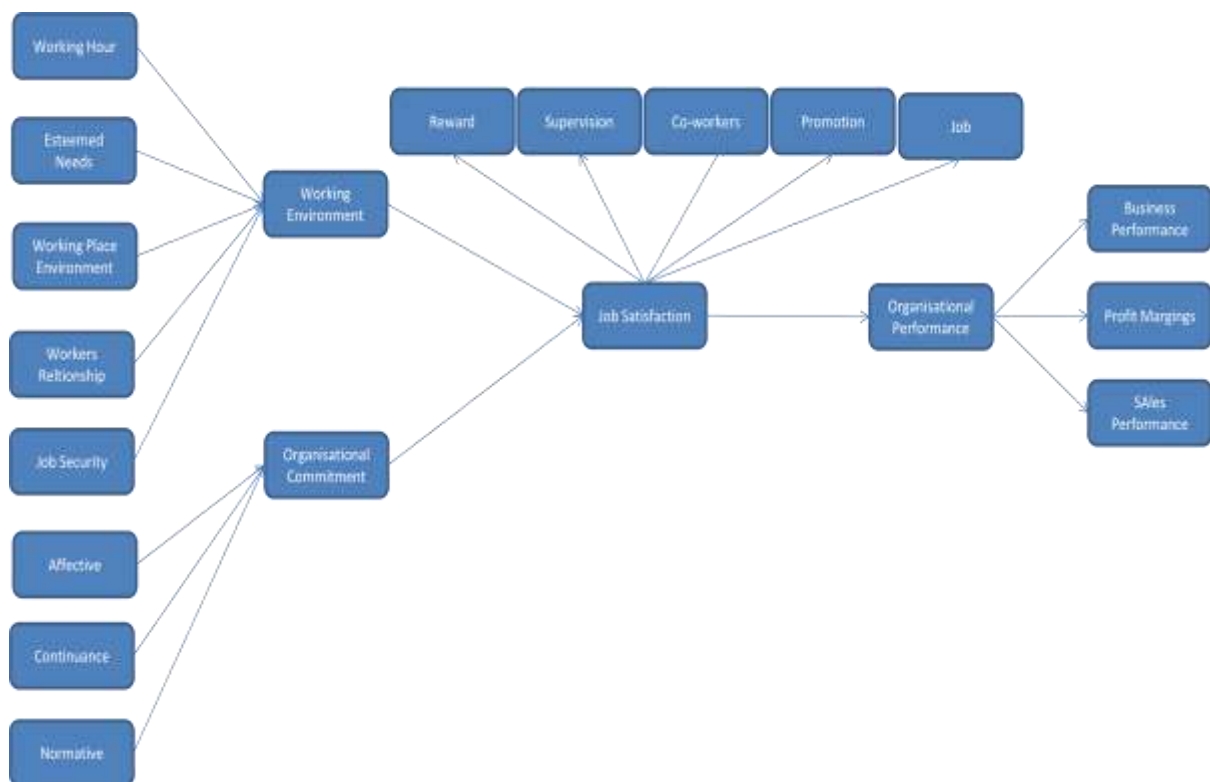 Working Hour
Esteemed
Needs
Working Place
Environment
Workers
Reltionship
Job Security
Affective
Continuance
Normative
Working
Environment
Organisational
Commitment
Reward
Supervision
Co-workers
Promotion
Job
Job Satisfaction
Organisational
Performance
Business
Performance
Profit Margings
SAles
Performance